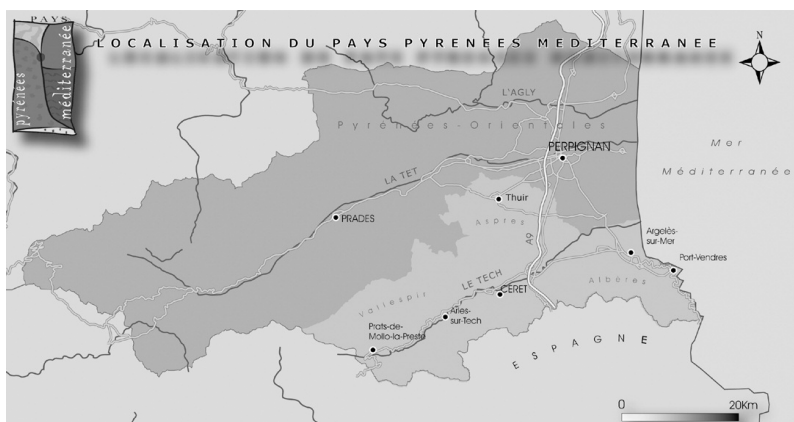 PAYS
pyrénées
méditerranée
LOCALISATION DU PAYS PYRENEES MEDITERRANEE
N
L'AGLY
Pyrénées-Orientales
PERPIGNAN
Mer
Méditerranée
LA TET
Thuir
PRADES
Aspres
A9
Argelès-
sur-Mer
Port-Vendres
LE TECH
CERET
Albères
Vallespir
Arles-
sur-Tech
Prats-de-
Mollo-la-Preste
ESPAGNE
0 20Km